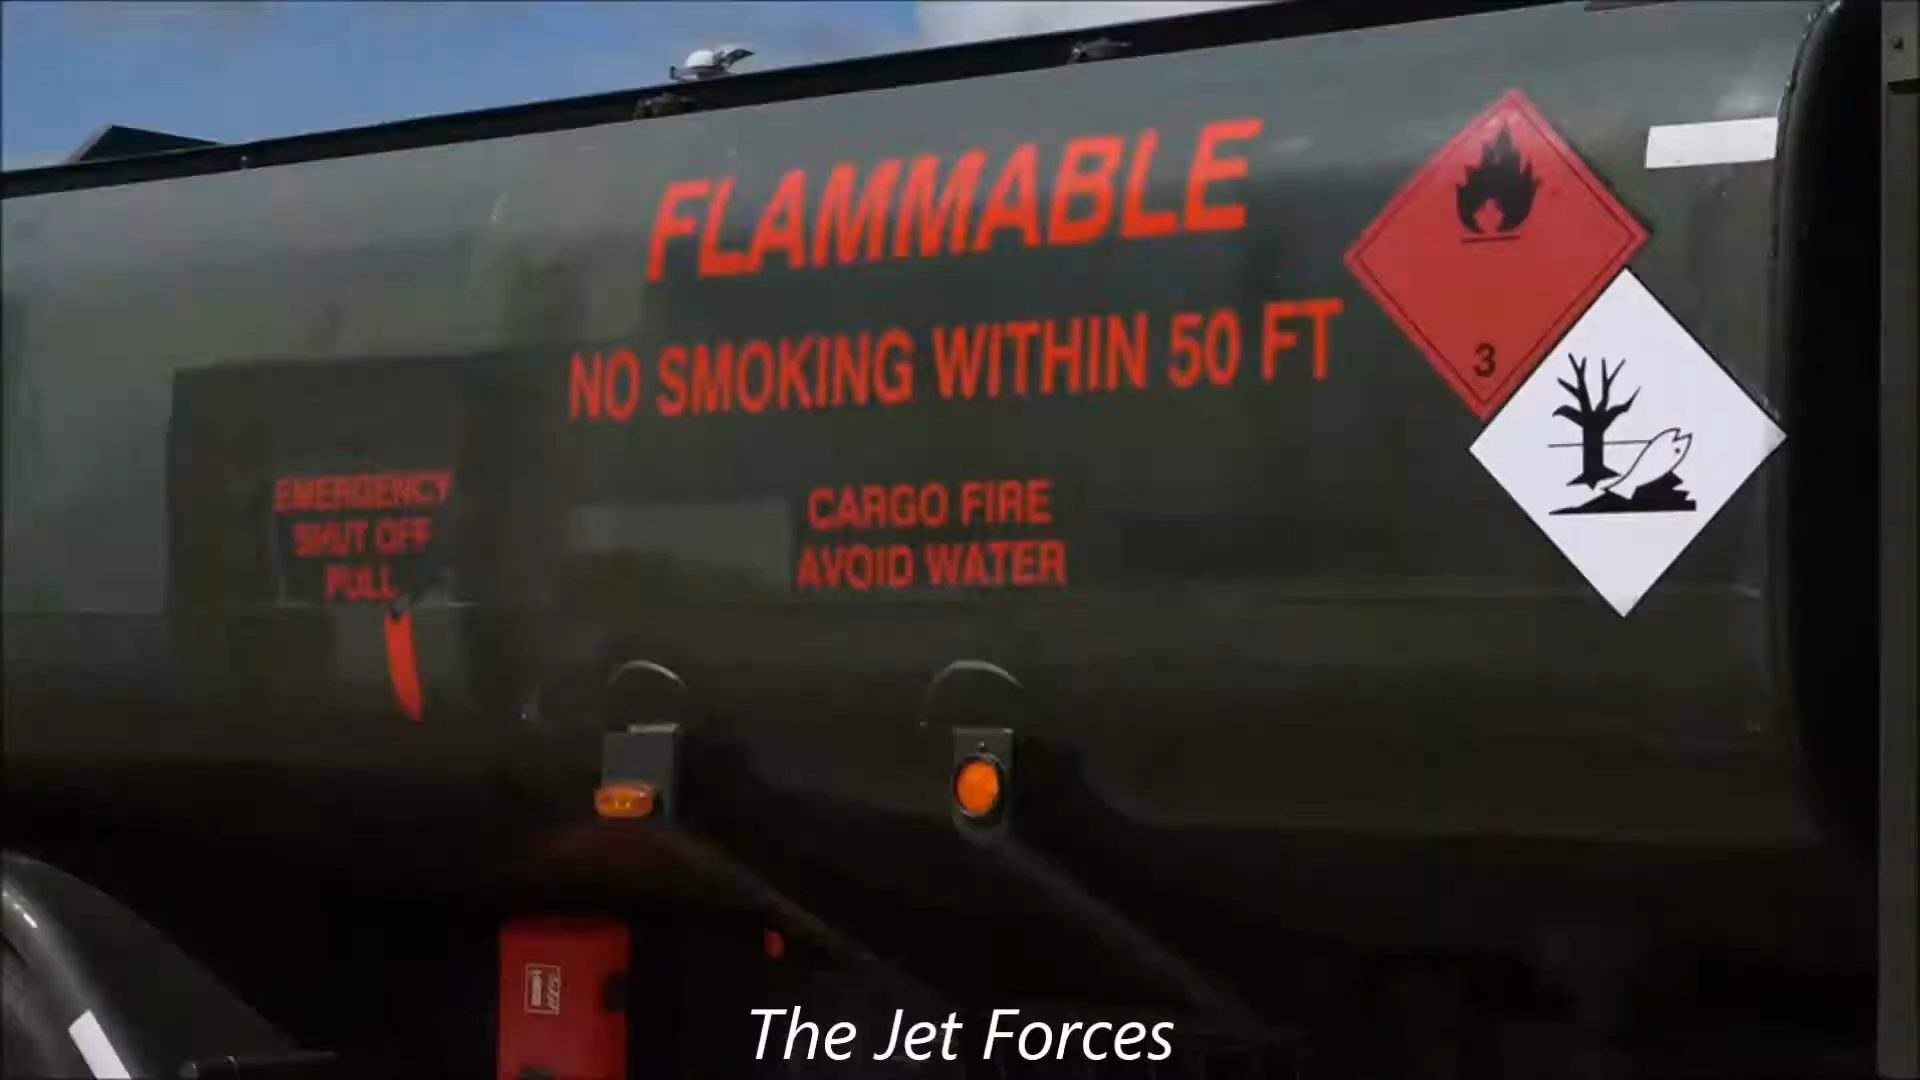 FLAMMABLE
NO SMOKING WITHIN 50 FT
3
EMERGENCY
SHUT OFF
PULL
CARGO FIRE
AVOID WATER
The Jet Forces